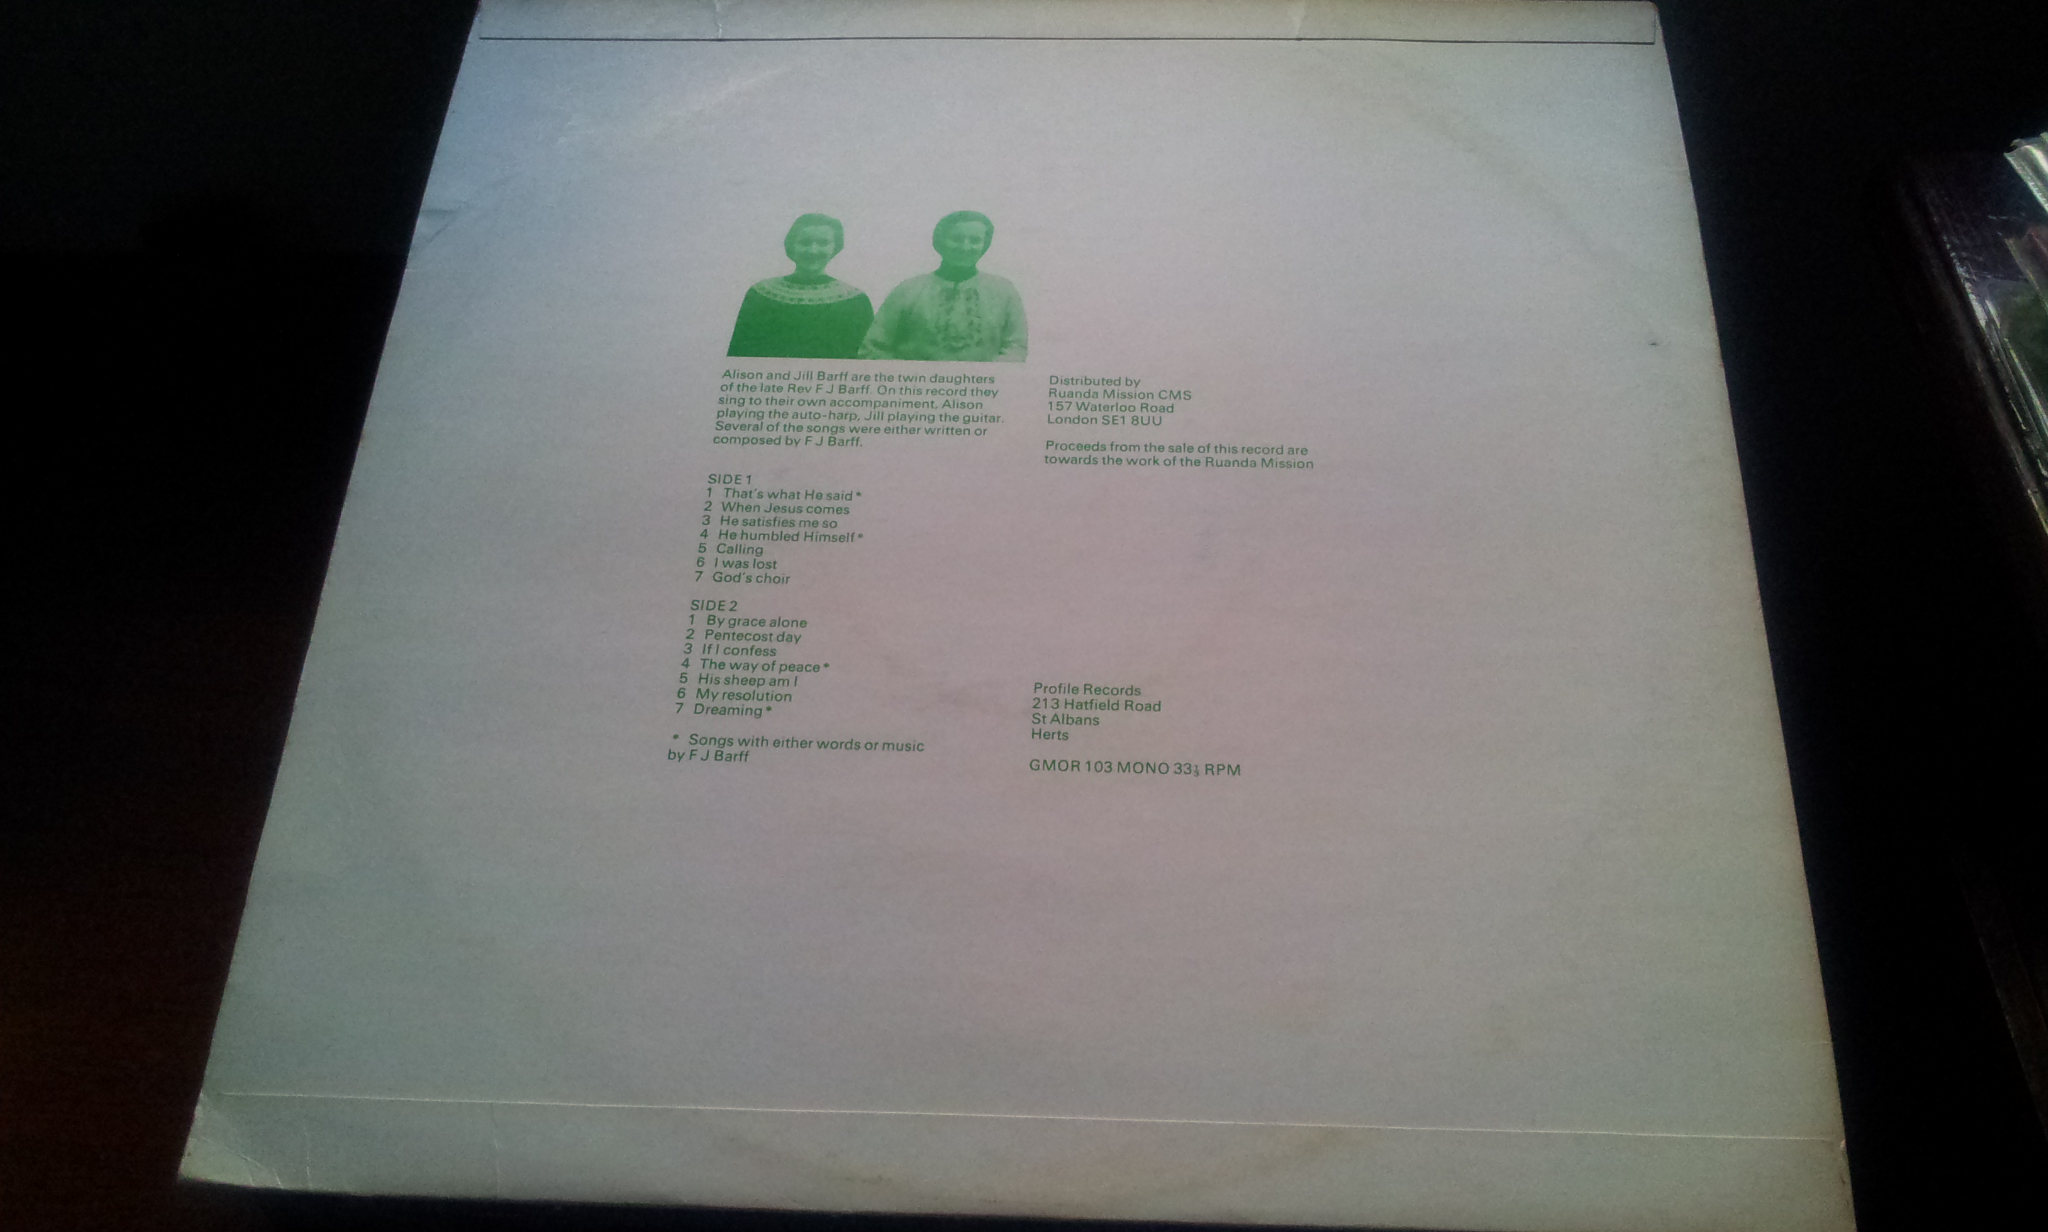 Alison and Jill Barff are the twin daughters
of the late Rev F J Barff. On this record they
sing to their own accompaniment, Alison
playing the auto-harp, Jill playing the guitar.
Several of the songs were either written or
composed by F J Barff.
Distributed by
Ruanda Mission CMS
157 Waterloo Road
London SE1 8UU
Proceeds from the sale of this record are
towards the work of the Ruanda Mission
SIDE 1
1 That's what He said *
2 When Jesus comes
3 He satisfies me so
4 He humbled Himself *
5 Calling
6 I was lost
7 God's choir
SIDE 2
1 By grace alone
2 Pentecost day
3 If I confess
4 The way of peace *
5 His sheep am I
6 My resolution
7 Dreaming *
* Songs with either words or music
by F J Barff
Profile Records
213 Hatfield Road
St Albans
Herts
GMOR 103 MONO 33⅓ RPM